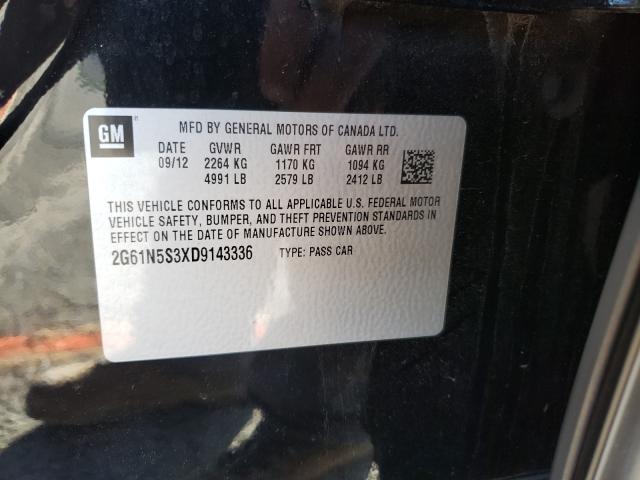 GM
MFD BY GENERAL MOTORS OF CANADA LTD.
DATE GVWR GAWR FRT GAWR RR
09/12 2264 KG 1170 KG 1094 KG
4991 LB 2579 LB 2412 LB
THIS VEHICLE CONFORMS TO ALL APPLICABLE U.S. FEDERAL MOTOR
VEHICLE SAFETY, BUMPER, AND THEFT PREVENTION STANDARDS IN
EFFECT ON THE DATE OF MANUFACTURE SHOWN ABOVE.
2G61N5S3XD9143336 TYPE: PASS CAR